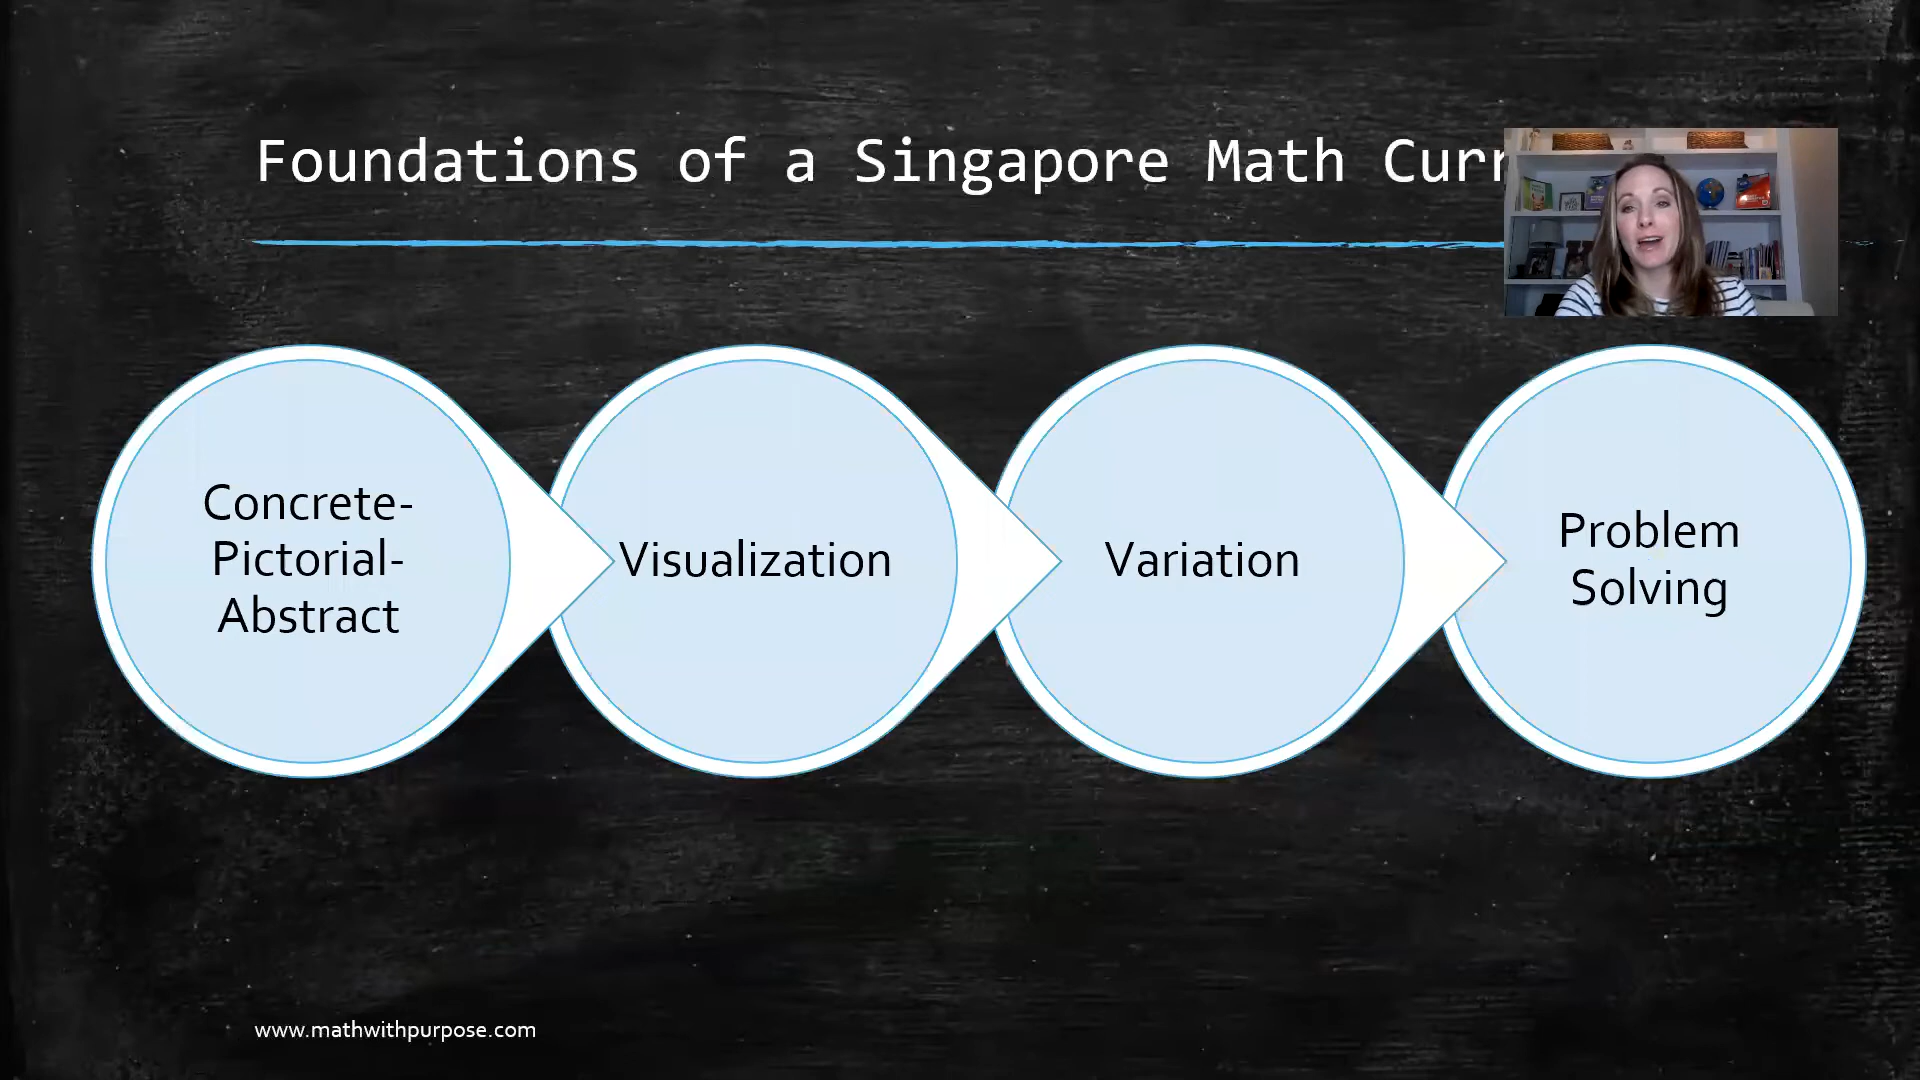 Foundations of a Singapore Math Curr
Concrete-
Pictorial-
Abstract
Visualization
Variation
Problem
Solving
www.mathwithpurpose.com